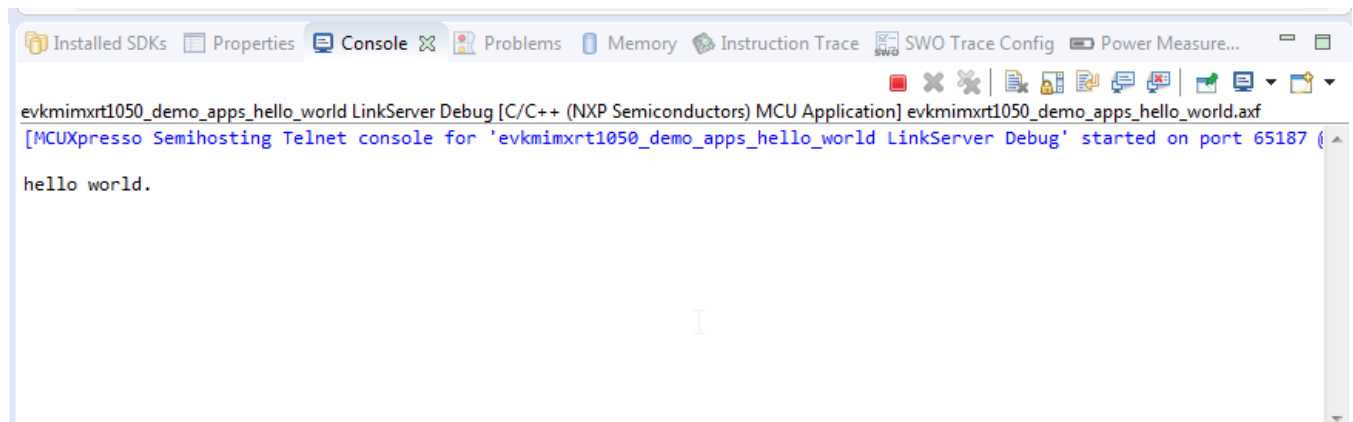 Installed SDKs Properties Console Problems Memory Instruction Trace SWO Trace Config Power Measure...
evkmimxrt1050_demo_apps_hello_world LinkServer Debug [C/C++ (NXP Semiconductors) MCU Application] evkmimxrt1050_demo_apps_hello_world.axf
[MCUXpresso Semihosting Telnet console for 'evkmimxrt1050_demo_apps_hello_world LinkServer Debug' started on port 65187
hello world.